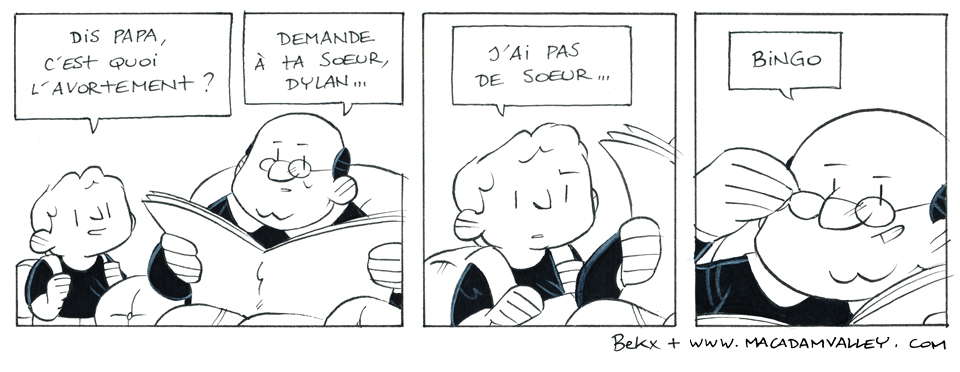 DIS PAPA,
C'EST QUOI
L'AVORTEMENT ?
DEMANDE
À TA SOEUR,
DYLAN...
J'AI PAS
DE SOEUR...
BINGO
Bekx + WWW.MACADAMVALLEY.COM